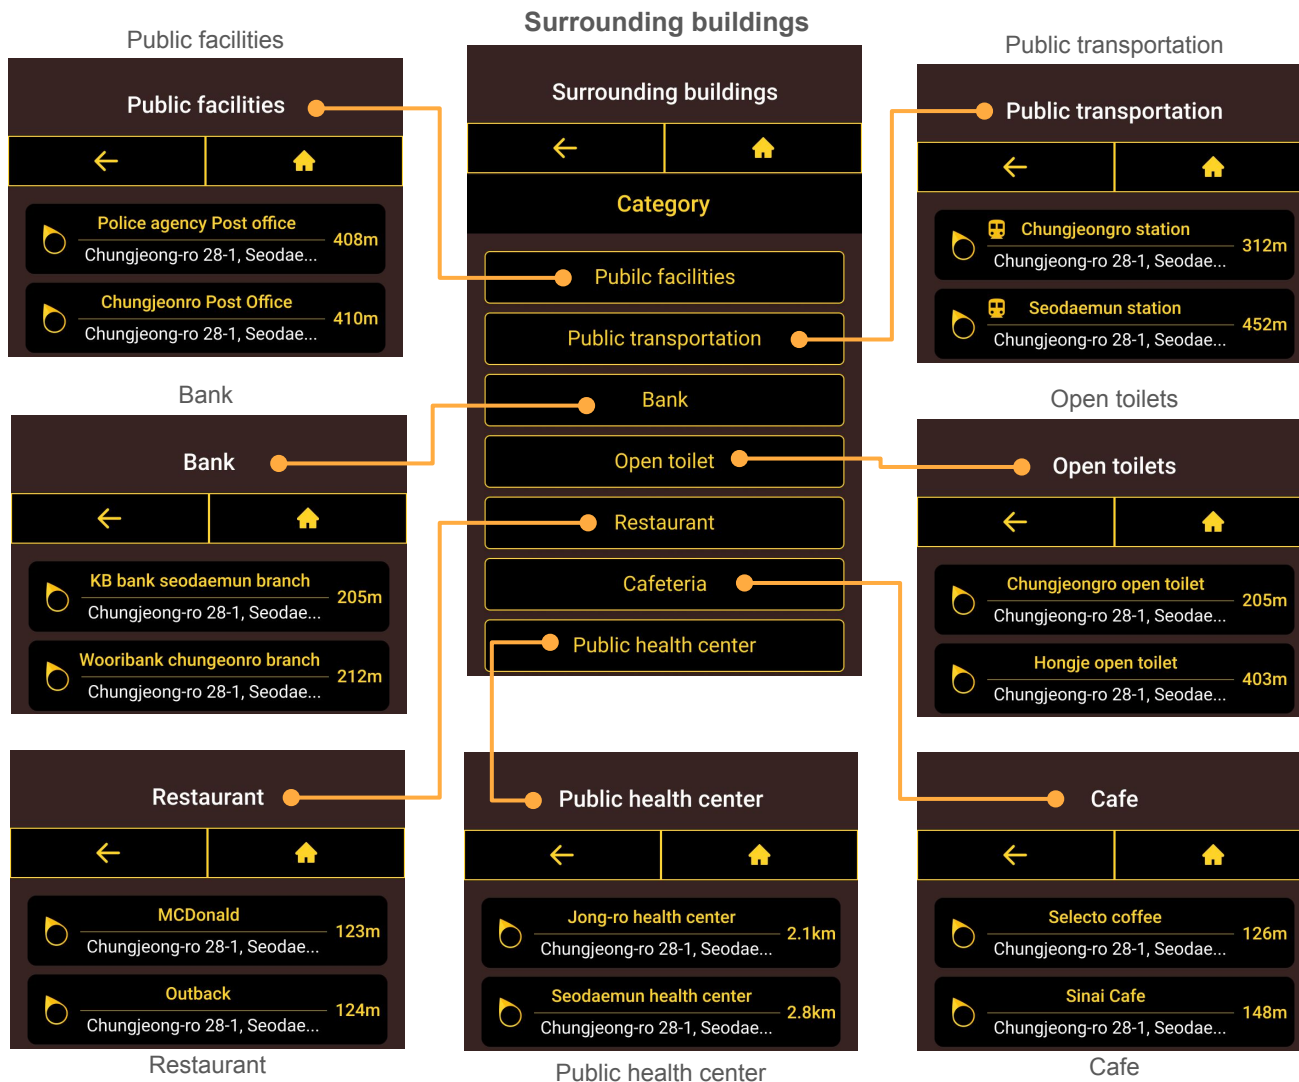 Surrounding buildings
Public facilities
Public facilities
Police agency Post office
Chungjeong-ro 28-1, Seodae...
408m
Chungjeonro Post Office
Chungjeong-ro 28-1, Seodae...
410m
Surrounding buildings
Category
Pubilc facilities
Public transportation
Bank
Open toilet
Restaurant
Cafeteria
Public health center
Public transportation
Public transportation
Chungjeongro station
Chungjeong-ro 28-1, Seodae...
312m
Seodaemun station
Chungjeong-ro 28-1, Seodae...
452m
Bank
Bank
KB bank seodaemun branch
Chungjeong-ro 28-1, Seodae...
205m
Wooribank chungeonro branch
Chungjeong-ro 28-1, Seodae...
212m
Open toilets
Open toilets
Chungjeongro open toilet
Chungjeong-ro 28-1, Seodae...
205m
Hongje open toilet
Chungjeong-ro 28-1, Seodae...
403m
Restaurant
MCDonald
Chungjeong-ro 28-1, Seodae...
123m
Outback
Chungjeong-ro 28-1, Seodae...
124m
Restaurant
Public health center
Jong-ro health center
Chungjeong-ro 28-1, Seodae...
2.1km
Seodaemun health center
Chungjeong-ro 28-1, Seodae...
2.8km
Public health center
Cafe
Selecto coffee
Chungjeong-ro 28-1, Seodae...
126m
Sinai Cafe
Chungjeong-ro 28-1, Seodae...
148m
Cafe